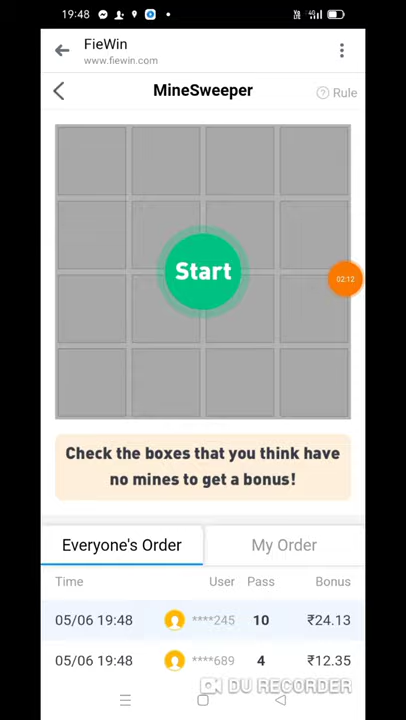 19:48
FieWin
www.fiewin.com
MineSweeper
? Rule
Start
02:12
Check the boxes that you think have
no mines to get a bonus!
Everyone's Order My Order
Time User Pass Bonus
05/06 19:48 ****245 10 ₹24.13
05/06 19:48 ****689 4 ₹12.35
DU RECORDER